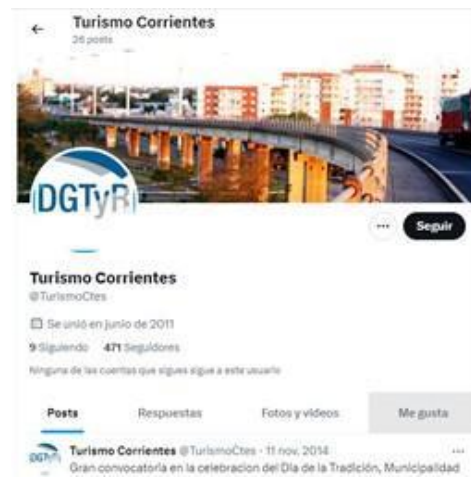 Turismo Corrientes
26 posts
DGTyR
Seguir
Turismo Corrientes
@TurismoCtes
Se unió en junio de 2011
9 Siguiendo 471 Seguidores
Ninguna de las cuentas que sigues sigue a este usuario
Posts Respuestas Fotos y vídeos Me gusta
DGTyR Turismo Corrientes @TurismoCtes · 11 nov. 2014
Gran convocatoria en la celebracion del Día de la Tradición, Municipalidad